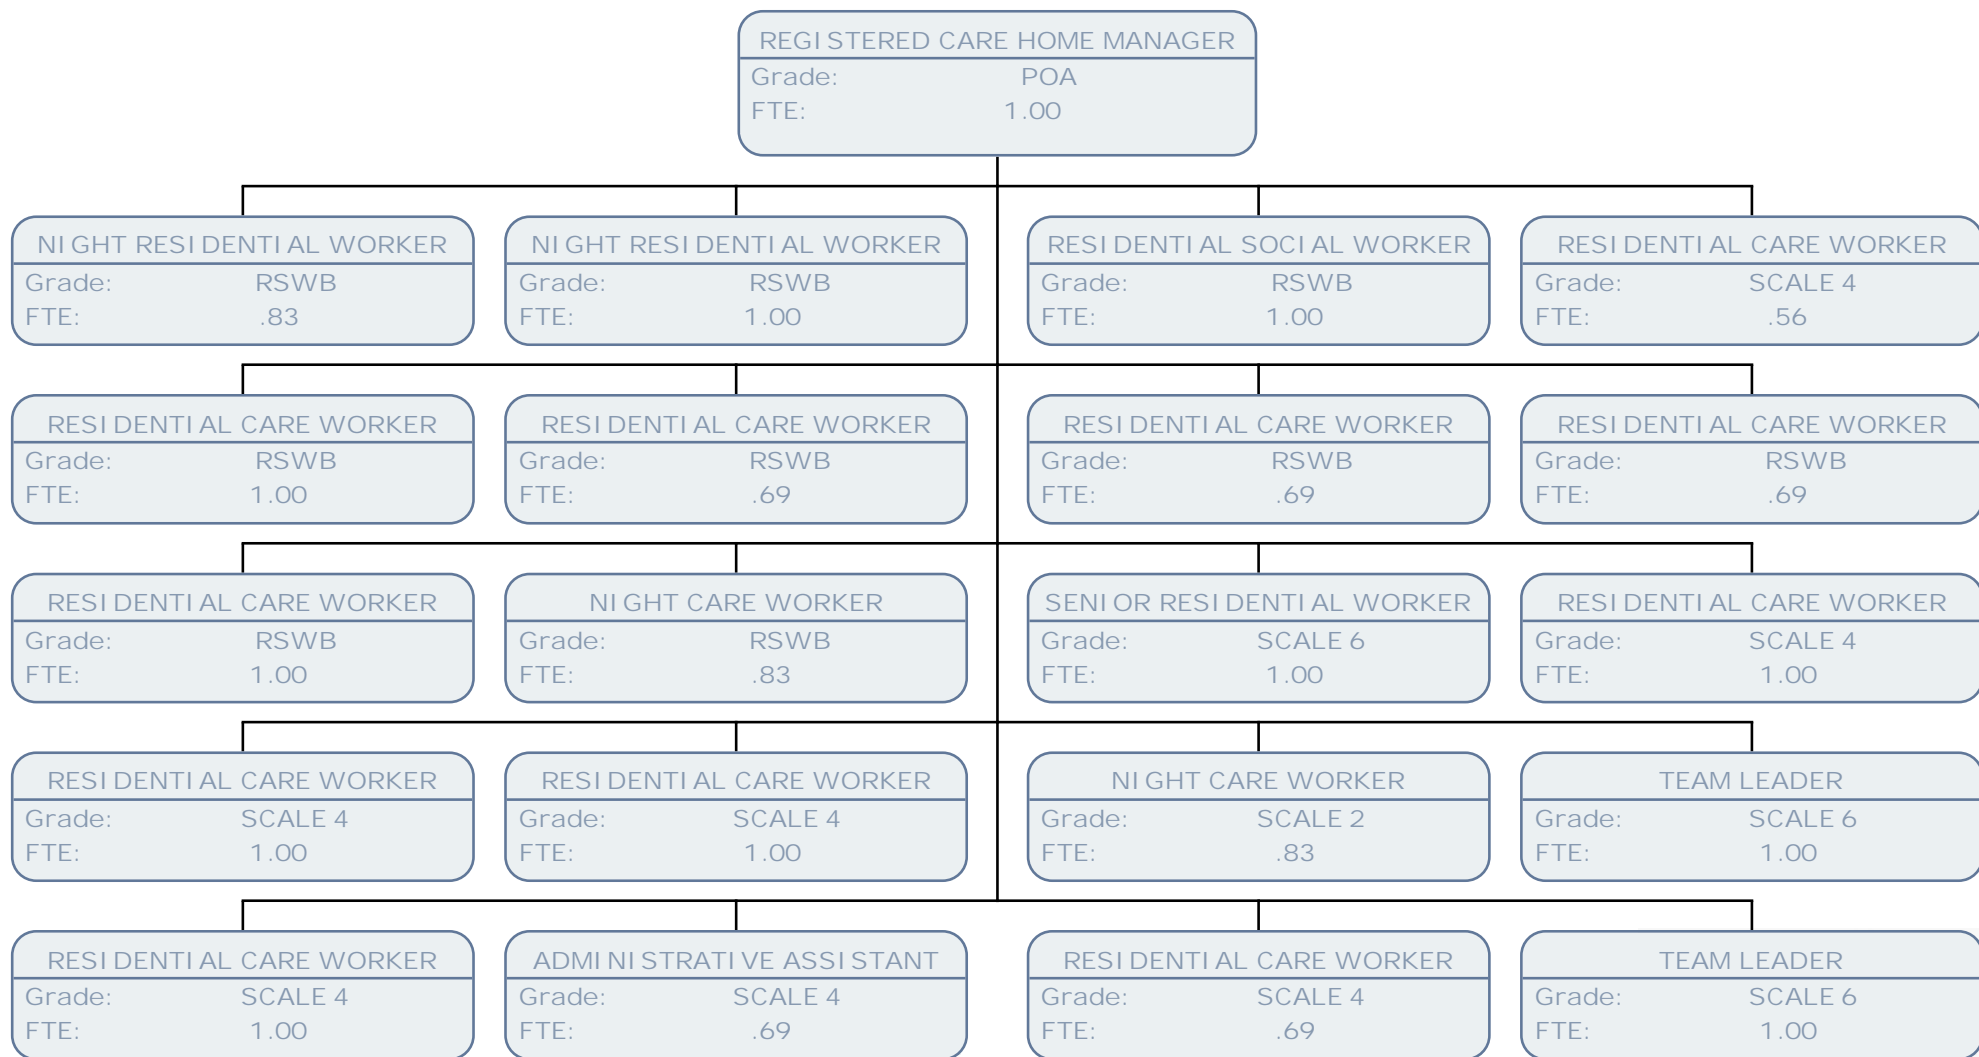 REGISTERED CARE HOME MANAGER
Grade: POA
FTE: 1.00
NIGHT RESIDENTIAL WORKER
Grade: RSWB
FTE: .83
NIGHT RESIDENTIAL WORKER
Grade: RSWB
FTE: 1.00
RESIDENTIAL SOCIAL WORKER
Grade: RSWB
FTE: 1.00
RESIDENTIAL CARE WORKER
Grade: SCALE 4
FTE: .56
RESIDENTIAL CARE WORKER
Grade: RSWB
FTE: 1.00
RESIDENTIAL CARE WORKER
Grade: RSWB
FTE: .69
RESIDENTIAL CARE WORKER
Grade: RSWB
FTE: .69
RESIDENTIAL CARE WORKER
Grade: RSWB
FTE: .69
RESIDENTIAL CARE WORKER
Grade: RSWB
FTE: 1.00
NIGHT CARE WORKER
Grade: RSWB
FTE: .83
SENIOR RESIDENTIAL WORKER
Grade: SCALE 6
FTE: 1.00
RESIDENTIAL CARE WORKER
Grade: SCALE 4
FTE: 1.00
RESIDENTIAL CARE WORKER
Grade: SCALE 4
FTE: 1.00
RESIDENTIAL CARE WORKER
Grade: SCALE 4
FTE: 1.00
NIGHT CARE WORKER
Grade: SCALE 2
FTE: .83
TEAM LEADER
Grade: SCALE 6
FTE: 1.00
RESIDENTIAL CARE WORKER
Grade: SCALE 4
FTE: 1.00
ADMINISTRATIVE ASSISTANT
Grade: SCALE 4
FTE: .69
RESIDENTIAL CARE WORKER
Grade: SCALE 4
FTE: .69
TEAM LEADER
Grade: SCALE 6
FTE: 1.00